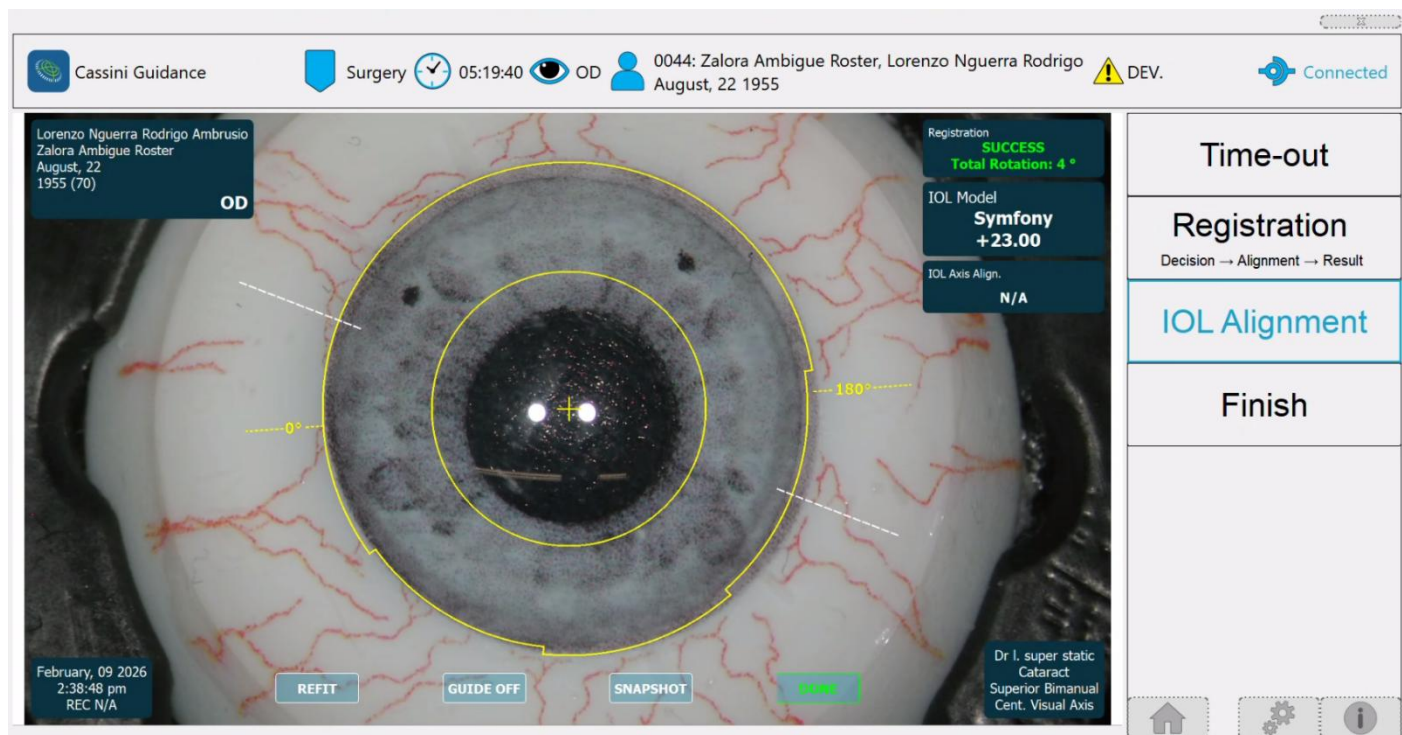 Cassini Guidance
Surgery
05:19:40
OD
0044: Zalora Ambigue Roster, Lorenzo Nguerra Rodrigo
August, 22 1955
DEV.
Connected
Lorenzo Nguerra Rodrigo Ambrusio
Zalora Ambigue Roster
August, 22
1955 (70)
OD
Registration
SUCCESS
Total Rotation: 4 °
IOL Model
Symfony
+23.00
IOL Axis Align.
N/A
0°
180°
February, 09 2026
2:38:48 pm
REC N/A
REFIT
GUIDE OFF
SNAPSHOT
DONE
Dr I. super static
Cataract
Superior Bimanual
Cent. Visual Axis
Time-out
Registration
Decision → Alignment → Result
IOL Alignment
Finish